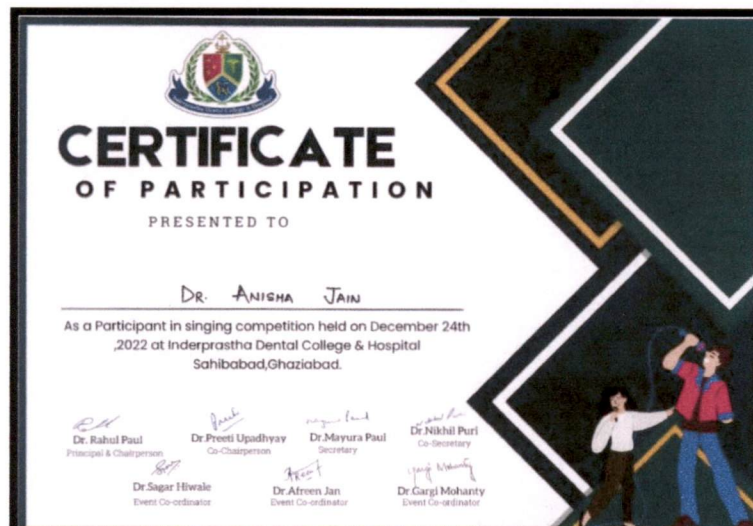 CERTIFICATE
OF PARTICIPATION
PRESENTED TO
DR. ANISHA JAIN
As a Participant in singing competition held on December 24th
,2022 at Inderprastha Dental College & Hospital
Sahibabad,Ghaziabad.
Dr. Rahul Paul
Principal & Chairperson
Dr.Preeti Upadhyay
Co-Chairperson
Dr.Mayura Paul
Secretary
Dr.Nikhil Puri
Co-Secretary
Dr.Sagar Hiwale
Event Co-ordinator
Dr.Afreen Jan
Event Co-ordinator
Dr.Gargi Mohanty
Event Co-ordinator